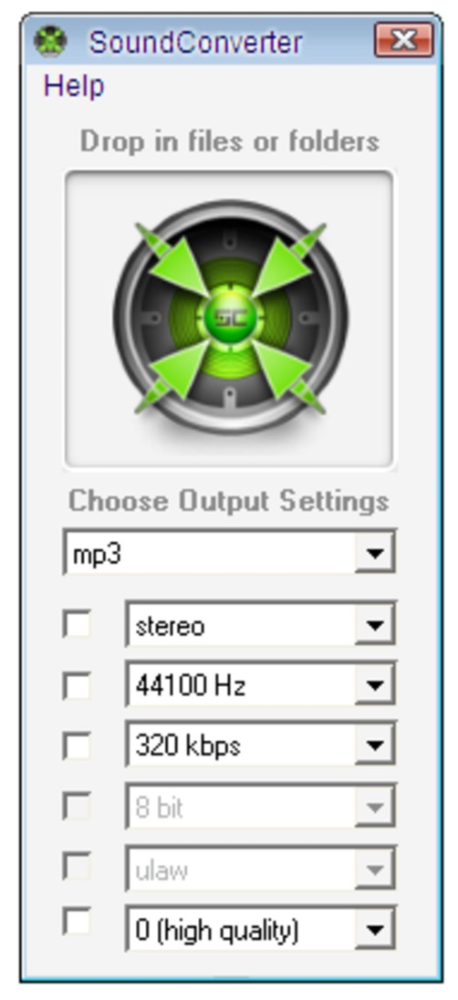 SoundConverter
Help
Drop in files or folders
SC
Choose Output Settings
mp3
stereo
44100 Hz
320 kbps
8 bit
ulaw
0 (high quality)